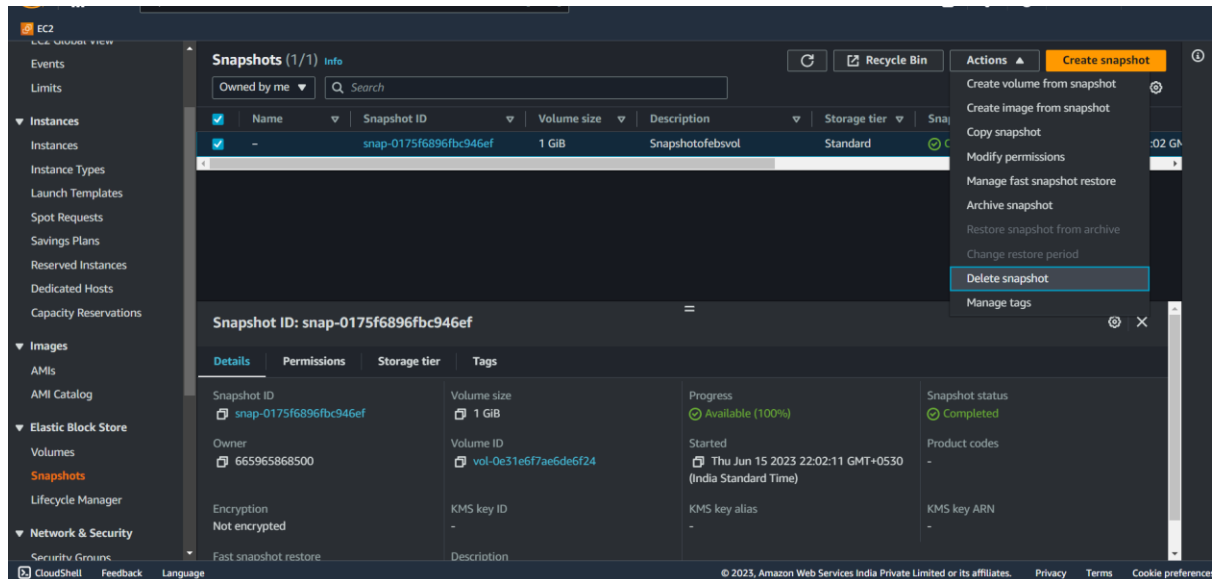 EC2
EC2 Global View
Events
Limits
Instances
Instances
Instance Types
Launch Templates
Spot Requests
Savings Plans
Reserved Instances
Dedicated Hosts
Capacity Reservations
Images
AMIs
AMI Catalog
Elastic Block Store
Volumes
Snapshots
Lifecycle Manager
Network & Security
Security Groups
Snapshots (1/1) Info
Recycle Bin
Actions
Create snapshot
Owned by me
Search
Name Snapshot ID Volume size Description Storage tier
– snap-0175f6896fbc946ef 1 GiB Snapshotofebsvol Standard
Create volume from snapshot
Create image from snapshot
Copy snapshot
Modify permissions
Manage fast snapshot restore
Archive snapshot
Restore snapshot from archive
Change restore period
Delete snapshot
Manage tags
Snapshot ID: snap-0175f6896fbc946ef
Details Permissions Storage tier Tags
Snapshot ID
snap-0175f6896fbc946ef
Volume size
1 GiB
Progress
Available (100%)
Snapshot status
Completed
Owner
665965868500
Volume ID
vol-0e31e6f7ae6de6f24
Started
Thu Jun 15 2023 22:02:11 GMT+0530
(India Standard Time)
Product codes
-
Encryption
Not encrypted
KMS key ID
-
KMS key alias
-
KMS key ARN
-
Fast snapshot restore
Description
CloudShell Feedback Language
© 2023, Amazon Web Services India Private Limited or its affiliates. Privacy Terms Cookie preferences